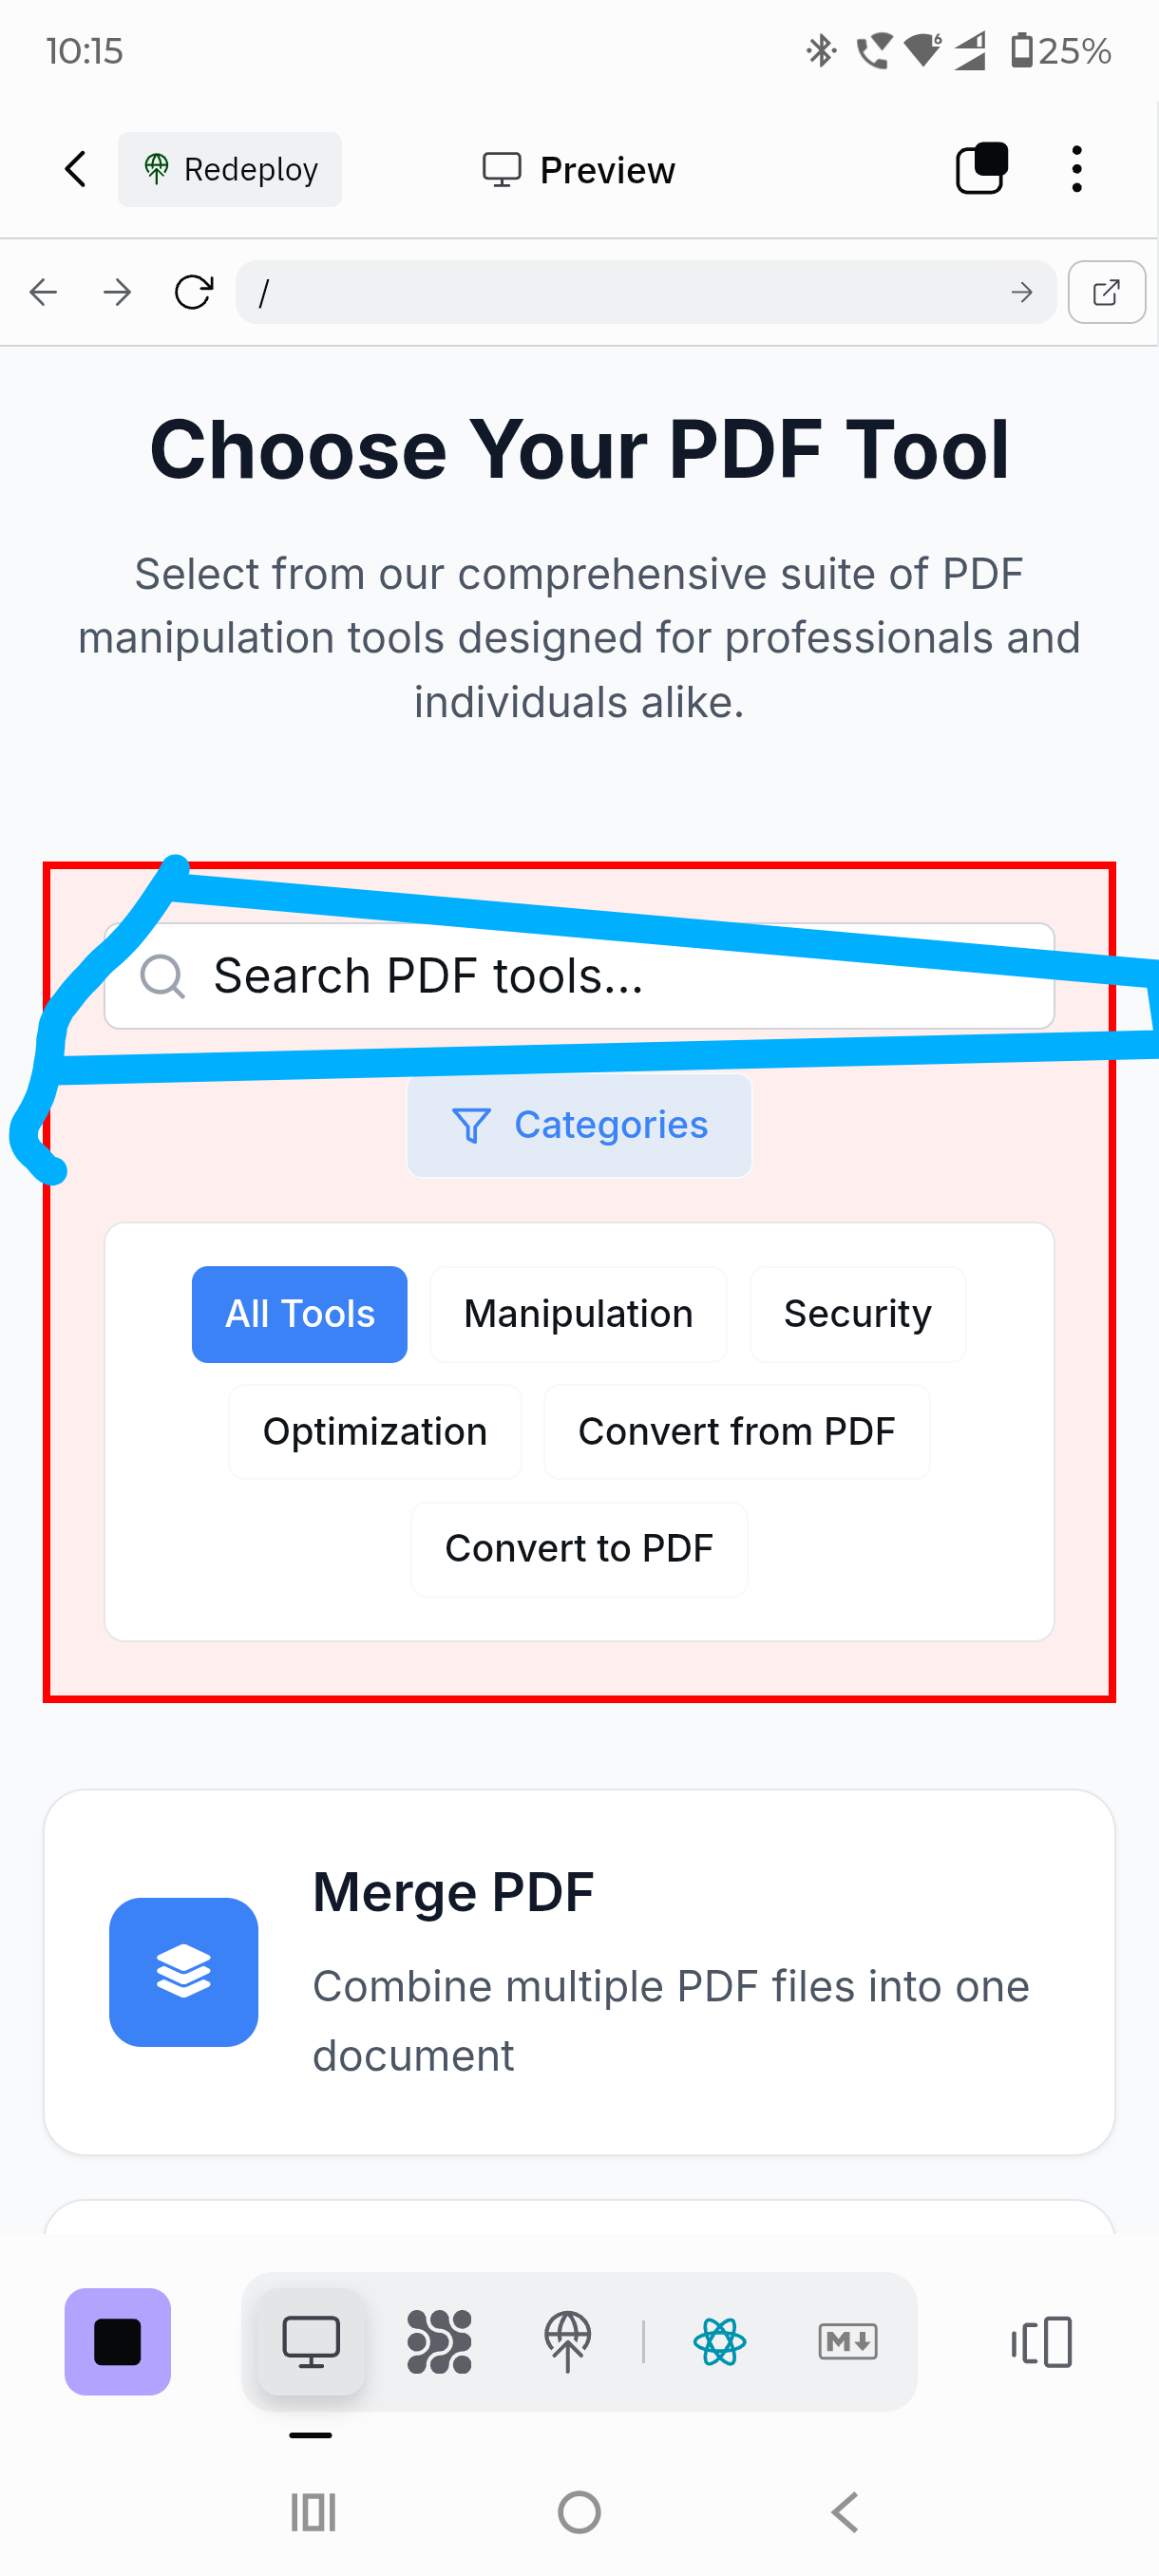 10:15
25%
Redeploy
Preview
/
Choose Your PDF Tool
Select from our comprehensive suite of PDF
manipulation tools designed for professionals and
individuals alike.
Search PDF tools...
Categories
All Tools Manipulation Security
Optimization Convert from PDF
Convert to PDF
Merge PDF
Combine multiple PDF files into one
document